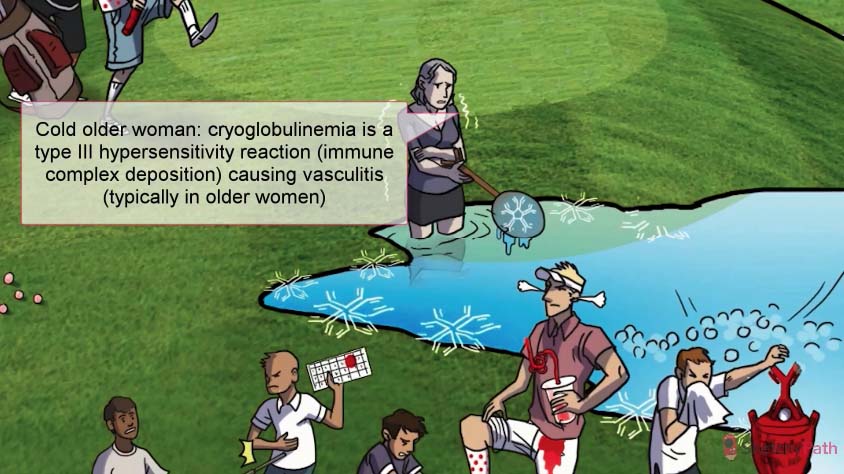 Cold older woman: cryoglobulinemia is a
type III hypersensitivity reaction (immune
complex deposition) causing vasculitis
(typically in older women)